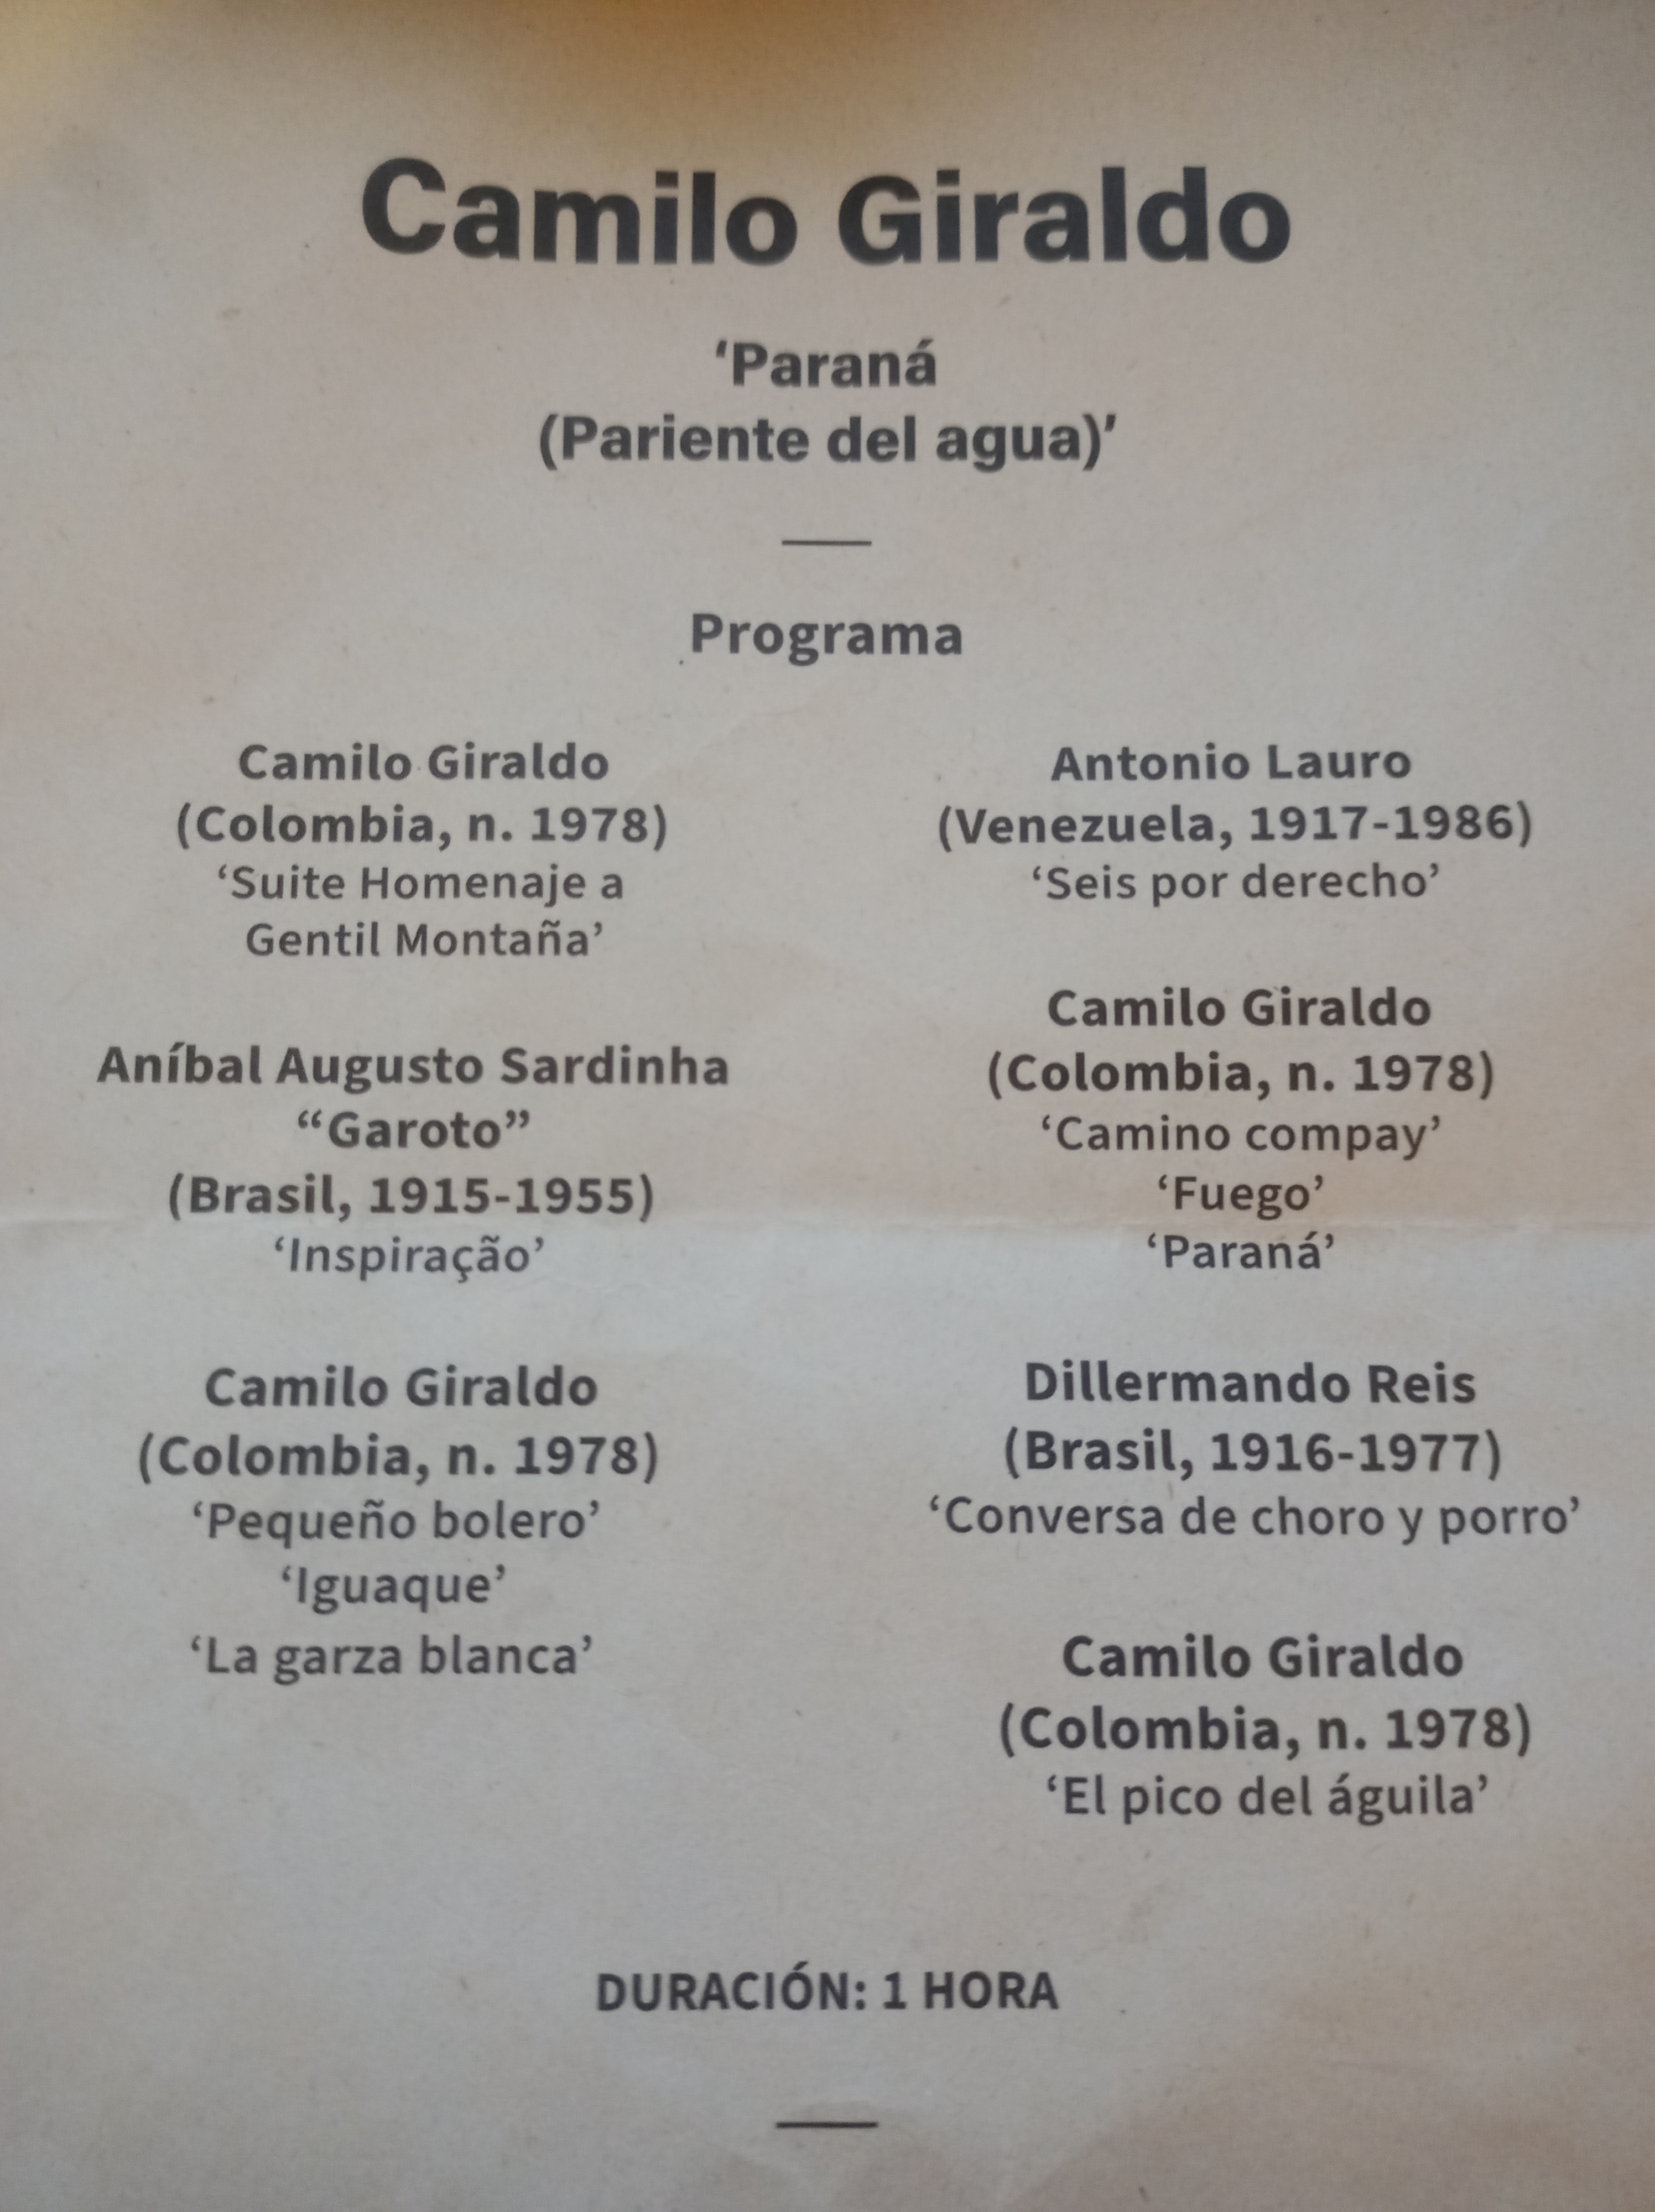 Camilo Giraldo
‘Paraná
(Pariente del agua)’
Programa
Camilo Giraldo
(Colombia, n. 1978)
‘Suite Homenaje a
Gentil Montaña’
Aníbal Augusto Sardinha
“Garoto”
(Brasil, 1915-1955)
‘Inspiração’
Camilo Giraldo
(Colombia, n. 1978)
‘Pequeño bolero’
‘Iguaque’
‘La garza blanca’
Antonio Lauro
(Venezuela, 1917-1986)
‘Seis por derecho’
Camilo Giraldo
(Colombia, n. 1978)
‘Camino compay’
‘Fuego’
‘Paraná’
Dillermando Reis
(Brasil, 1916-1977)
‘Conversa de choro y porro’
Camilo Giraldo
(Colombia, n. 1978)
‘El pico del águila’
DURACIÓN: 1 HORA